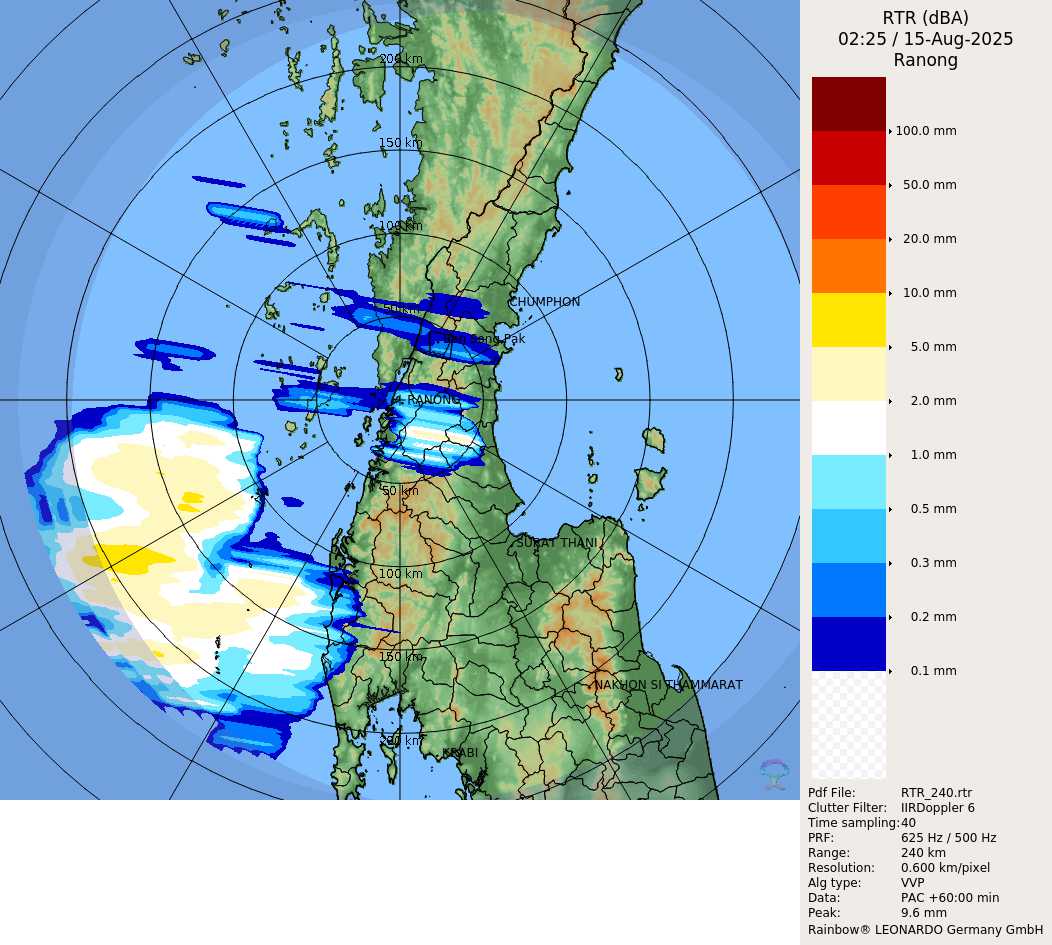 RTR (dBA)
02:25 / 15-Aug-2025
Ranong
100.0 mm
50.0 mm
20.0 mm
10.0 mm
5.0 mm
2.0 mm
1.0 mm
0.5 mm
0.3 mm
0.2 mm
0.1 mm
Pdf File: RTR_240.rtr
Clutter Filter: IIRDoppler 6
Time sampling:40
PRF: 625 Hz / 500 Hz
Range: 240 km
Resolution: 0.600 km/pixel
Alg type: VVP
Data: PAC +60:00 min
Peak: 9.6 mm
Rainbow® LEONARDO Germany GmbH
200 km
150 km
100 km
CHUMPHON
50 km
Pak
RANONG
50 km
SURAT THANI
100 km
150 km
NAKHON SI THAMMARAT
200 km
KRABI